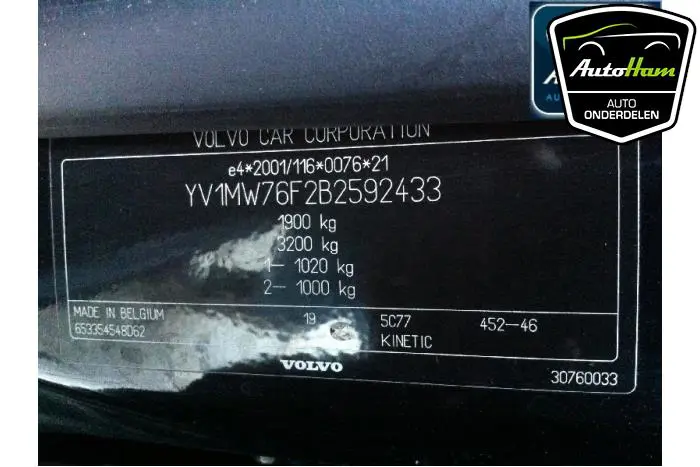 AutoHam
AUTO
ONDERDELEN
VOLVO CAR CORPORATION
e4*2001/116*0076*21
YV1MW76F2B2592433
1900 kg
3200 kg
1- 1020 kg
2- 1000 kg
MADE IN BELGIUM 19 5C77 452-46
653354548D62 KINETIC
VOLVO
30760033